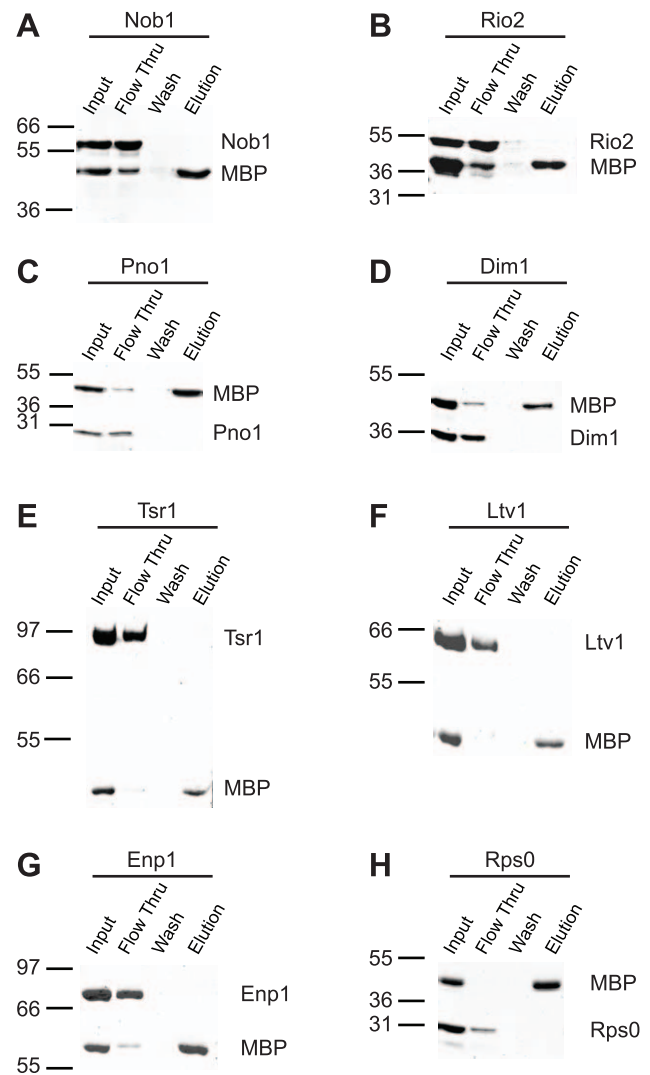 A
Nob1
Input Flow Thru Wash Elution
66
55
36
Nob1
MBP
B
Rio2
Input Flow Thru Wash Elution
55
36
31
Rio2
MBP
C
Pno1
Input Flow Thru Wash Elution
55
36
31
MBP
Pno1
D
Dim1
Input Flow Thru Wash Elution
55
36
MBP
Dim1
E
Tsr1
Input Flow Thru Wash Elution
97
66
55
Tsr1
MBP
F
Ltv1
Input Flow Thru Wash Elution
66
55
Ltv1
MBP
G
Enp1
Input Flow Thru Wash Elution
97
66
55
Enp1
MBP
H
Rps0
Input Flow Thru Wash Elution
55
36
31
MBP
Rps0